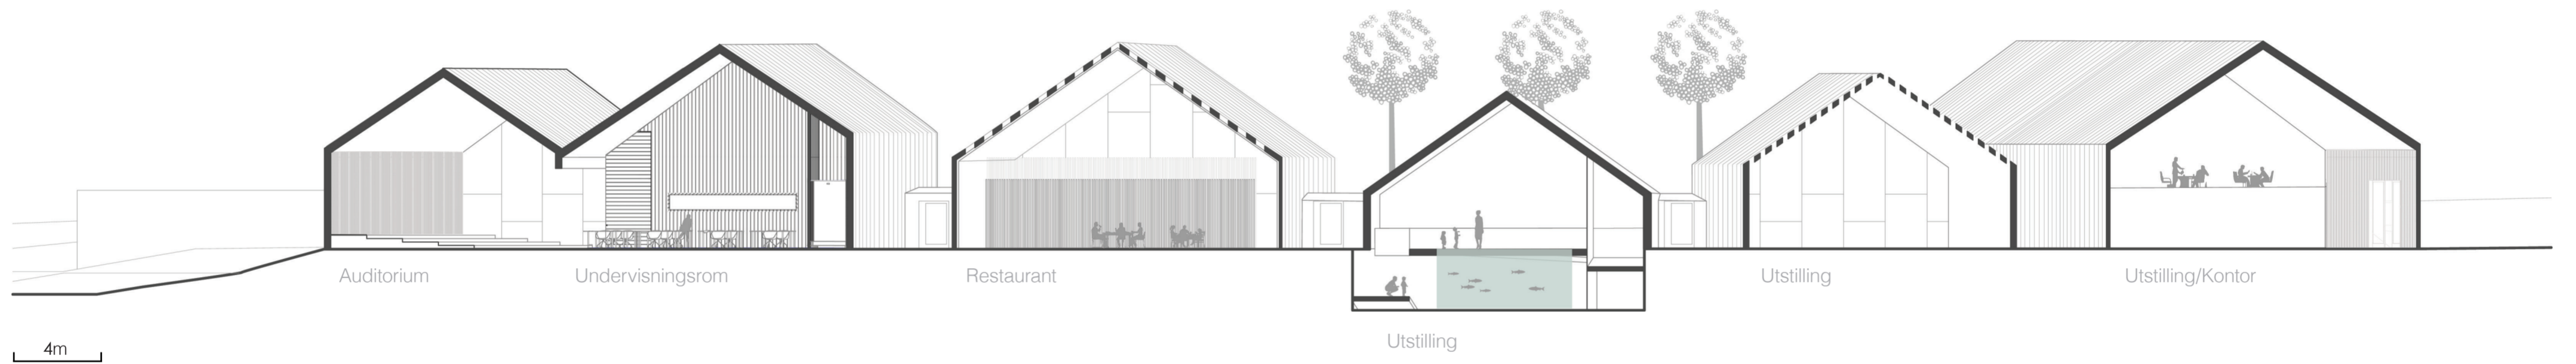 Auditorium
Undervisningsrom
Restaurant
Utstilling
Utstilling/Kontor
Utstilling
4m